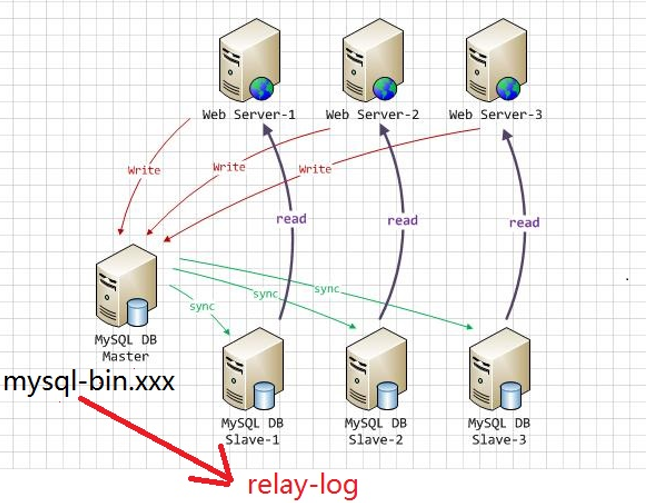 Web Server-1
Web Server-2
Web Server-3
Write
Write
Write
read
read
read
sync
sync
sync
MySQL DB
Master
mysql-bin.xxx
MySQL DB
Slave-1
MySQL DB
Slave-2
MySQL DB
Slave-3
relay-log